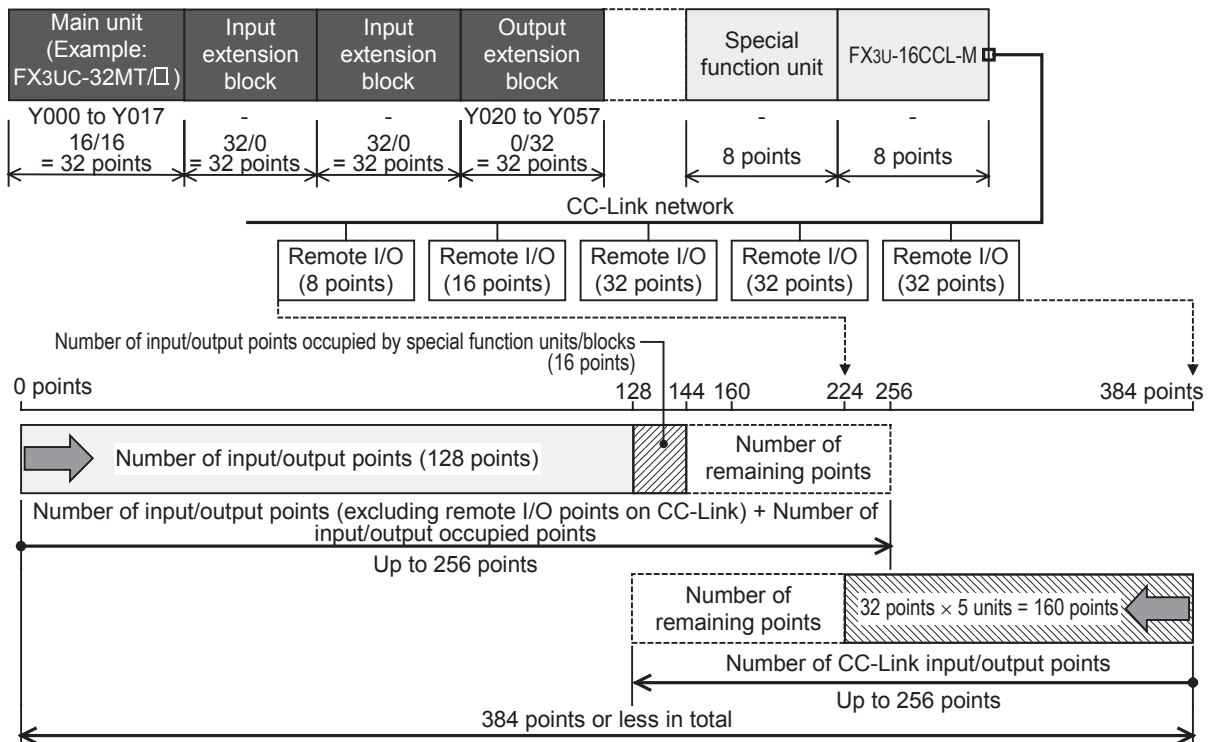 Main unit
(Example:
FX3UC-32MT/□)
Input
extension
block
Input
extension
block
Output
extension
block
Special
function unit
FX3U-16CCL-M
Y000 to Y017
16/16
= 32 points
-
32/0
= 32 points
-
32/0
= 32 points
Y020 to Y057
0/32
= 32 points
-
8 points
-
8 points
CC-Link network
Remote I/O
(8 points)
Remote I/O
(16 points)
Remote I/O
(32 points)
Remote I/O
(32 points)
Remote I/O
(32 points)
Number of input/output points occupied by special function units/blocks
(16 points)
0 points
128
144
160
224
256
384 points
Number of input/output points (128 points)
Number of
remaining points
Number of input/output points (excluding remote I/O points on CC-Link) + Number of
input/output occupied points
Up to 256 points
Number of
remaining points
32 points × 5 units = 160 points
Number of CC-Link input/output points
Up to 256 points
384 points or less in total